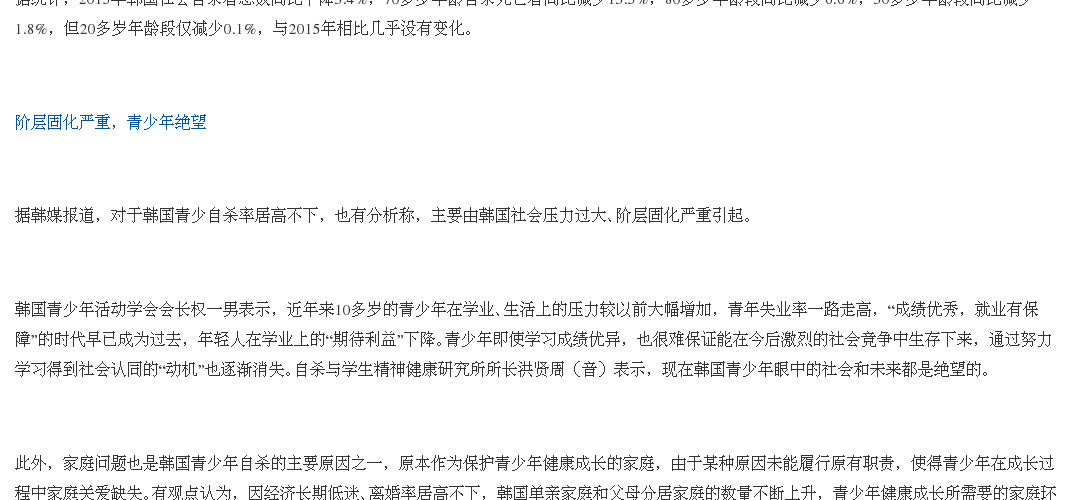 1.8%，但20多岁年龄段仅减少0.1%，与2015年相比几乎没有变化。
阶层固化严重，青少年绝望
据韩媒报道，对于韩国青少自杀率居高不下，也有分析称，主要由韩国社会压力过大、阶层固化严重引起。
韩国青少年活动学会会长权一男表示，近年来10多岁的青少年在学业、生活上的压力较以前大幅增加，青年失业率一路走高，“成绩优秀，就业有保
障”的时代早已成为过去，年轻人在学业上的“期待利益”下降。青少年即使学习成绩优异，也很难保证能在今后激烈的社会竞争中生存下来，通过努力
学习得到社会认同的“动机”也逐渐消失。自杀与学生精神健康研究所所长洪贤周（音）表示，现在韩国青少年眼中的社会和未来都是绝望的。
此外，家庭问题也是韩国青少年自杀的主要原因之一，原本作为保护青少年健康成长的家庭，由于某种原因未能履行原有职责，使得青少年在成长过
程中家庭关爱缺失。有观点认为，因经济长期低迷、离婚率居高不下，韩国单亲家庭和父母分居家庭的数量不断上升，青少年健康成长所需要的家庭环